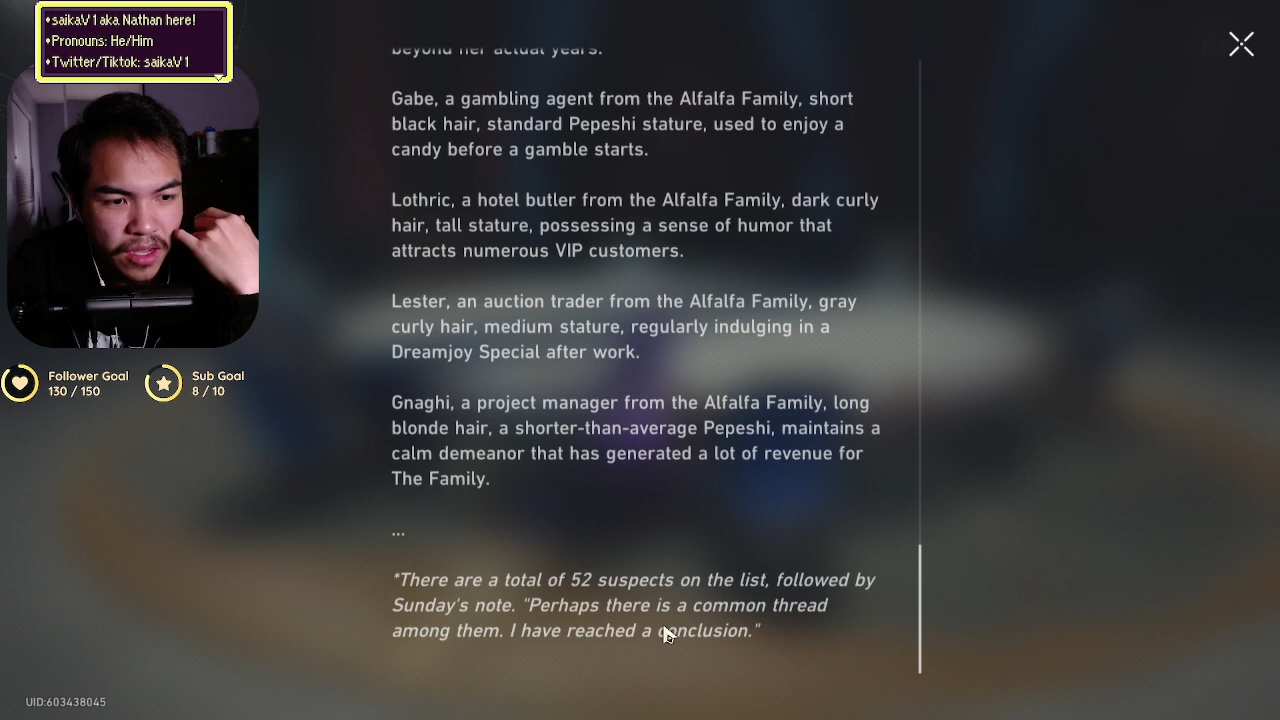 •saikaV1 aka Nathan here!
•Pronouns: He/Him
•Twitter/Tiktok: saikaV1
Follower Goal
130 / 150
Sub Goal
8 / 10
beyond her actual years.
Gabe, a gambling agent from the Alfalfa Family, short
black hair, standard Pepeshi stature, used to enjoy a
candy before a gamble starts.
Lothric, a hotel butler from the Alfalfa Family, dark curly
hair, tall stature, possessing a sense of humor that
attracts numerous VIP customers.
Lester, an auction trader from the Alfalfa Family, gray
curly hair, medium stature, regularly indulging in a
Dreamjoy Special after work.
Gnaghi, a project manager from the Alfalfa Family, long
blonde hair, a shorter-than-average Pepeshi, maintains a
calm demeanor that has generated a lot of revenue for
The Family.
...
*There are a total of 52 suspects on the list, followed by
Sunday's note. "Perhaps there is a common thread
among them. I have reached a conclusion."
UID:603438045